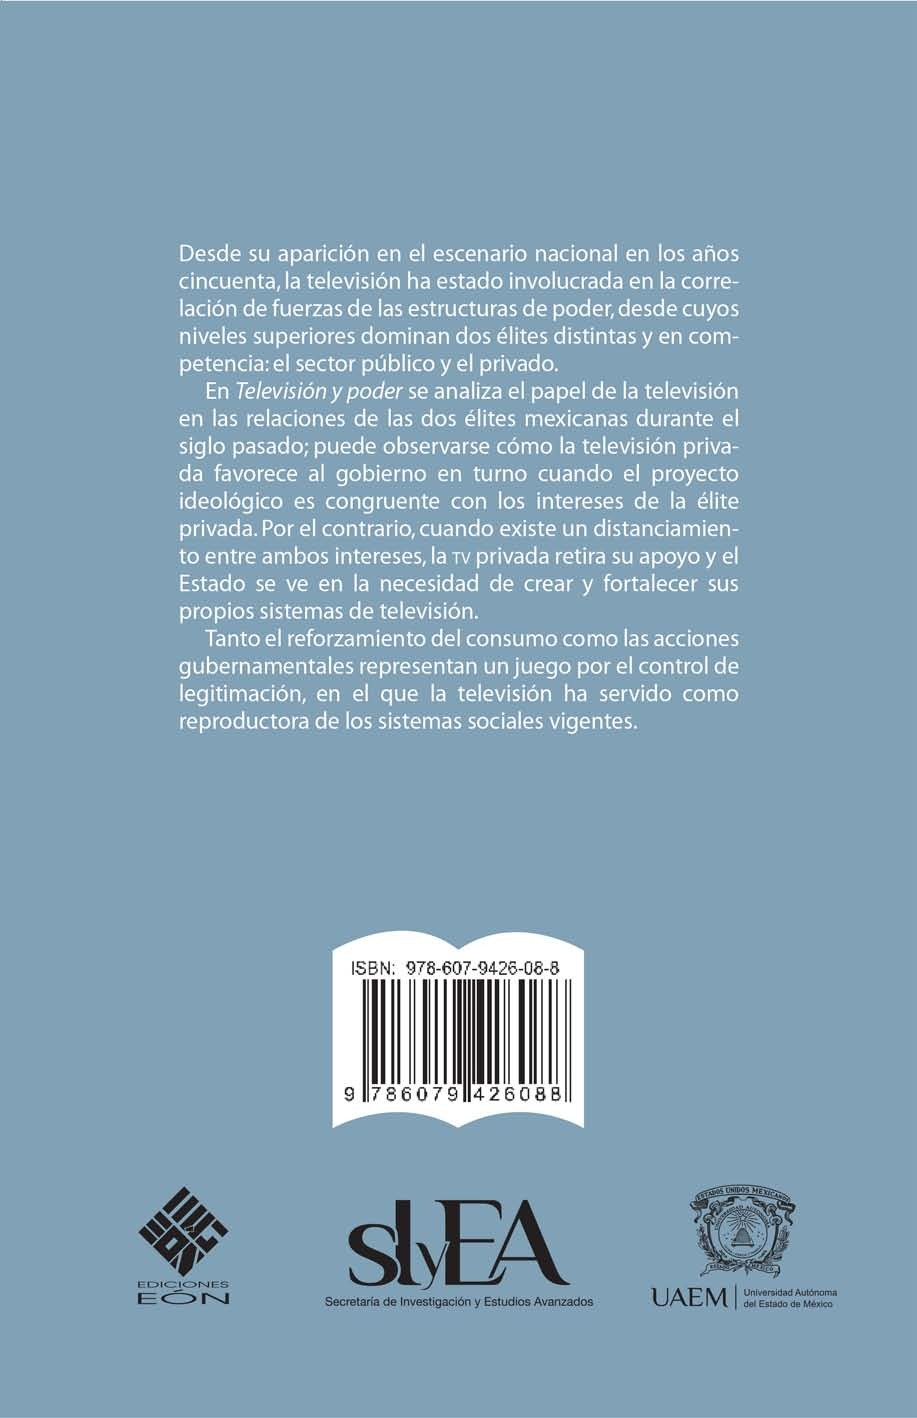 Desde su aparición en el escenario nacional en los años
cincuenta, la televisión ha estado involucrada en la corre-
lación de fuerzas de las estructuras de poder, desde cuyos
niveles superiores dominan dos élites distintas y en com-
petencia: el sector público y el privado.
En Televisión y poder se analiza el papel de la televisión
en las relaciones de las dos élites mexicanas durante el
siglo pasado; puede observarse cómo la televisión priva-
da favorece al gobierno en turno cuando el proyecto
ideológico es congruente con los intereses de la élite
privada. Por el contrario, cuando existe un distanciamien-
to entre ambos intereses, la TV privada retira su apoyo y el
Estado se ve en la necesidad de crear y fortalecer sus
propios sistemas de televisión.
Tanto el reforzamiento del consumo como las acciones
gubernamentales representan un juego por el control de
legitimación, en el que la televisión ha servido como
reproductora de los sistemas sociales vigentes.
ISBN: 978-607-9426-08-8
9 786079 426088
EDICIONES
EÓN
SIyEA
Secretaría de Investigación y Estudios Avanzados
ESTADOS UNIDOS MEXICANOS
UNIVERSIDAD AUTÓNOMA
UAEM
Universidad Autónoma
del Estado de México